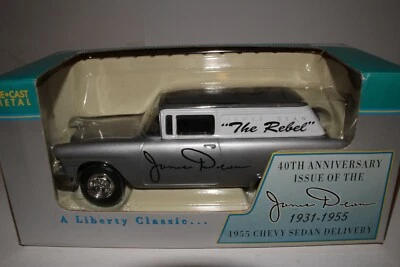 DIE•CAST
METAL
"The Rebel"
James Dean
A Liberty Classic...
40TH ANNIVERSARY
ISSUE OF THE
James Dean
1931-1955
1955 CHEVY SEDAN DELIVERY